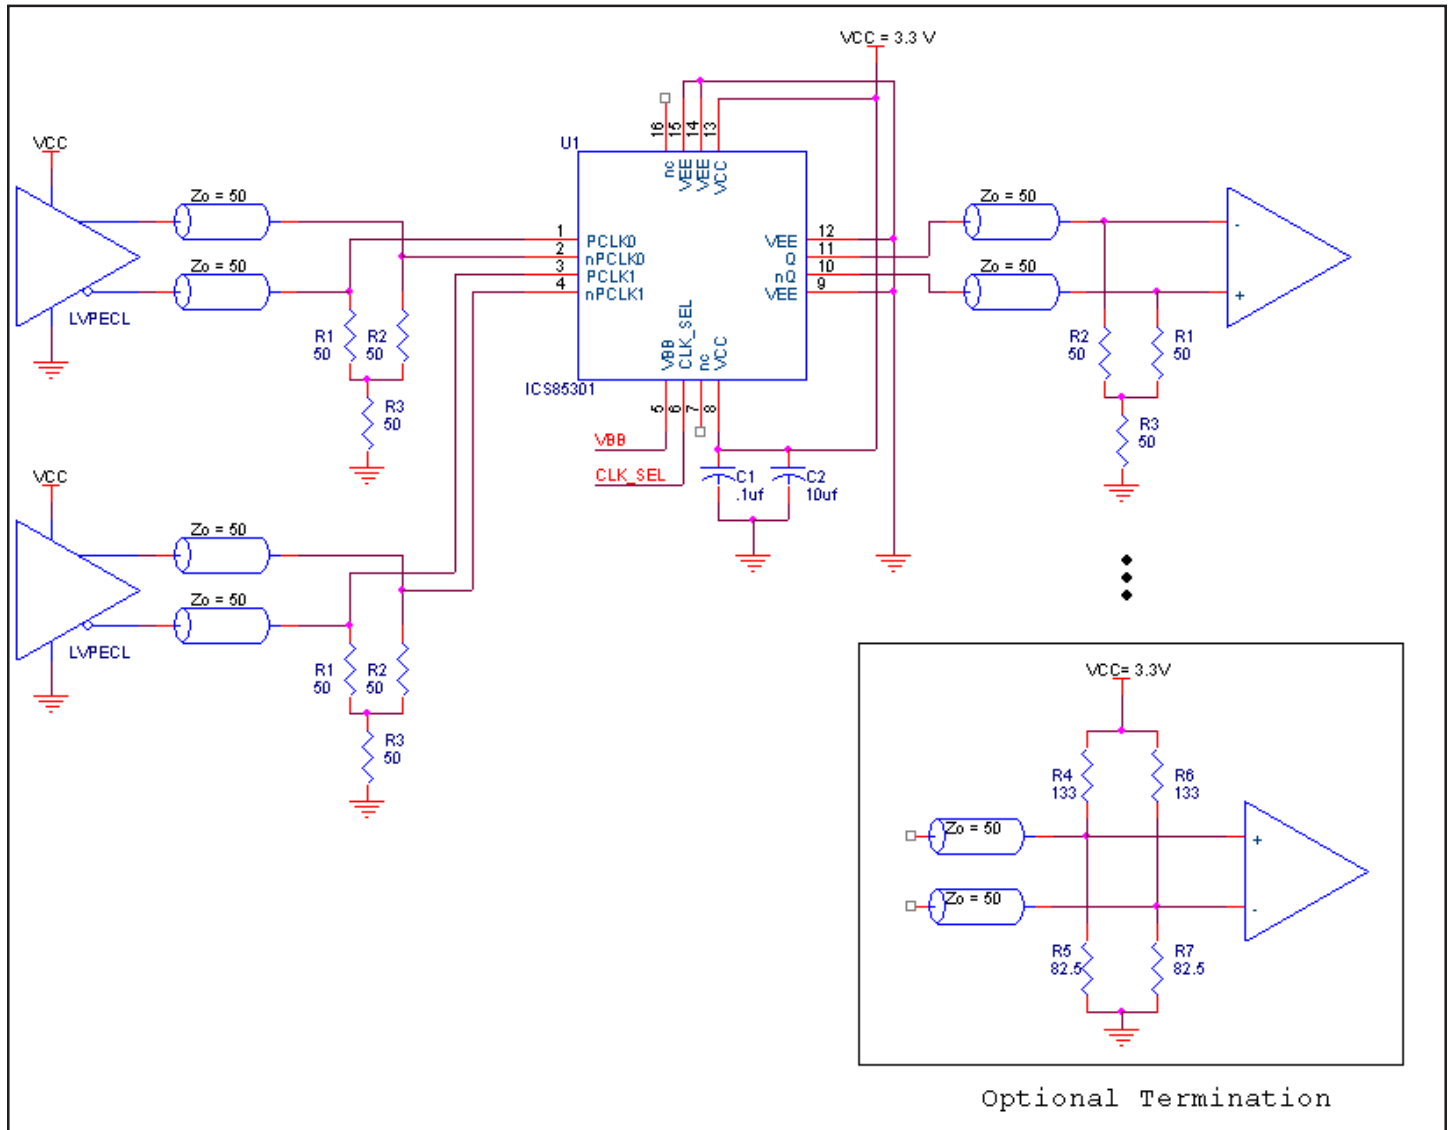 VCC = 3.3 V
VCC
Zo = 50
Zo = 50
LVPECL
R1
50
R2
50
R3
50
VCC
Zo = 50
Zo = 50
LVPECL
R1
50
R2
50
R3
50
U1
16
15
14
13
nc
VEE
VEE
VCC
1
2
3
4
PCLK0
nPCLK0
PCLK1
nPCLK1
VEE
Q
nQ
VEE
12
11
10
9
VBB
CLK_SEL
nc
VCC
5
6
7
8
ICS85301
VBB
CLK_SEL
C1
.1uf
C2
10uf
Zo = 50
Zo = 50
-
+
R2
50
R1
50
R3
50
VCC= 3.3V
R4
133
R6
133
Zo = 50
Zo = 50
+
-
R5
82.5
R7
82.5
Optional Termination